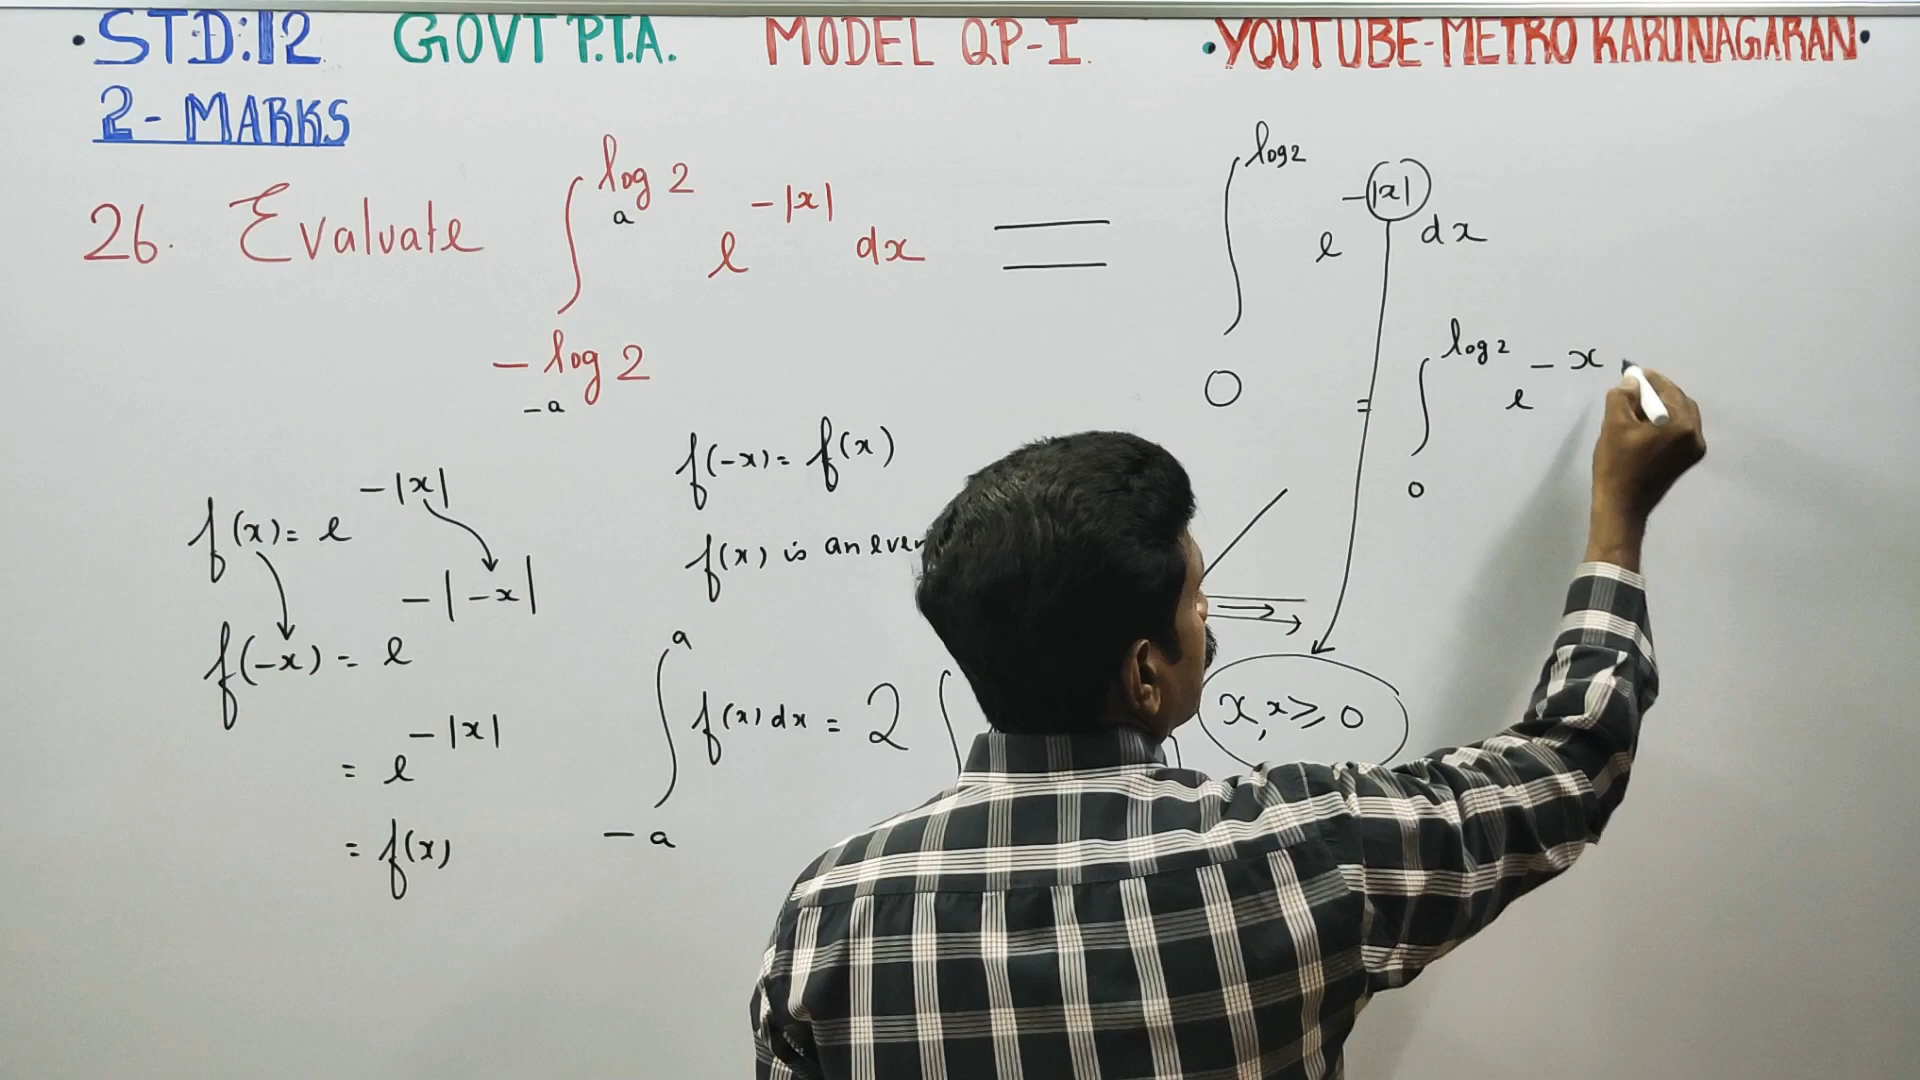 • STD:12 GOVT P.T.A. MODEL QP-I. • YOUTUBE-METRO KARUNAGARAN •
2 - MARKS
26. Evaluate ∫ log 2 a - log 2 -a e -|x| dx = ∫ log2 0 e -|x| dx
= ∫ log2 0 e - x
f(x) = e -|x|
f(-x) = e -|-x|
= e -|x|
= f(x)
f(-x) = f(x)
f(x) is an even
∫ a -a f(x) dx = 2 ∫
x, x ≥ 0